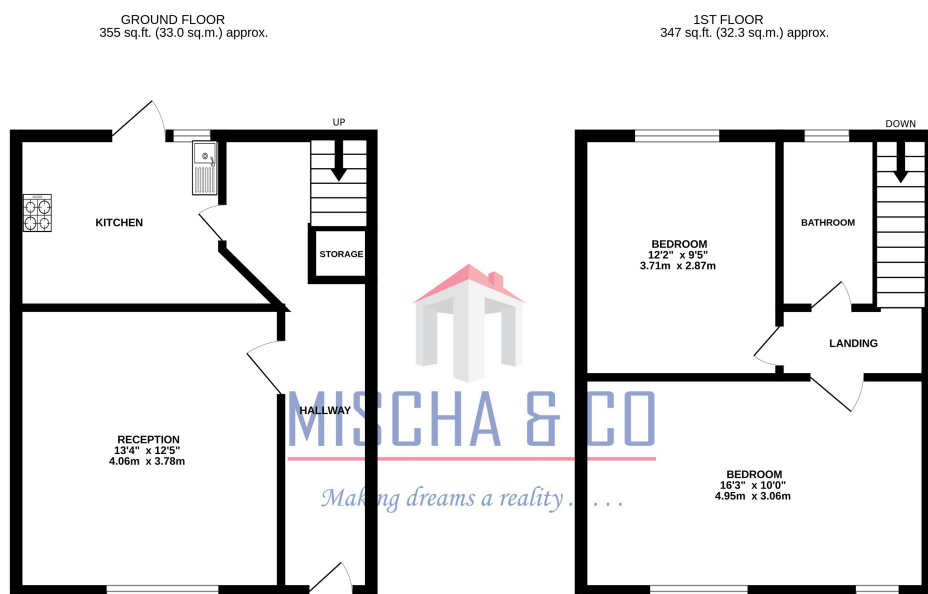 GROUND FLOOR
355 sq.ft. (33.0 sq.m.) approx.
1ST FLOOR
347 sq.ft. (32.3 sq.m.) approx.
UP
DOWN
KITCHEN
STORAGE
BATHROOM
BEDROOM
12'2" x 9'5"
3.71m x 2.87m
LANDING
HALLWAY
MISCHA & CO
Making dreams a reality . . . . .
RECEPTION
13'4" x 12'5"
4.06m x 3.78m
BEDROOM
16'3" x 10'0"
4.95m x 3.06m